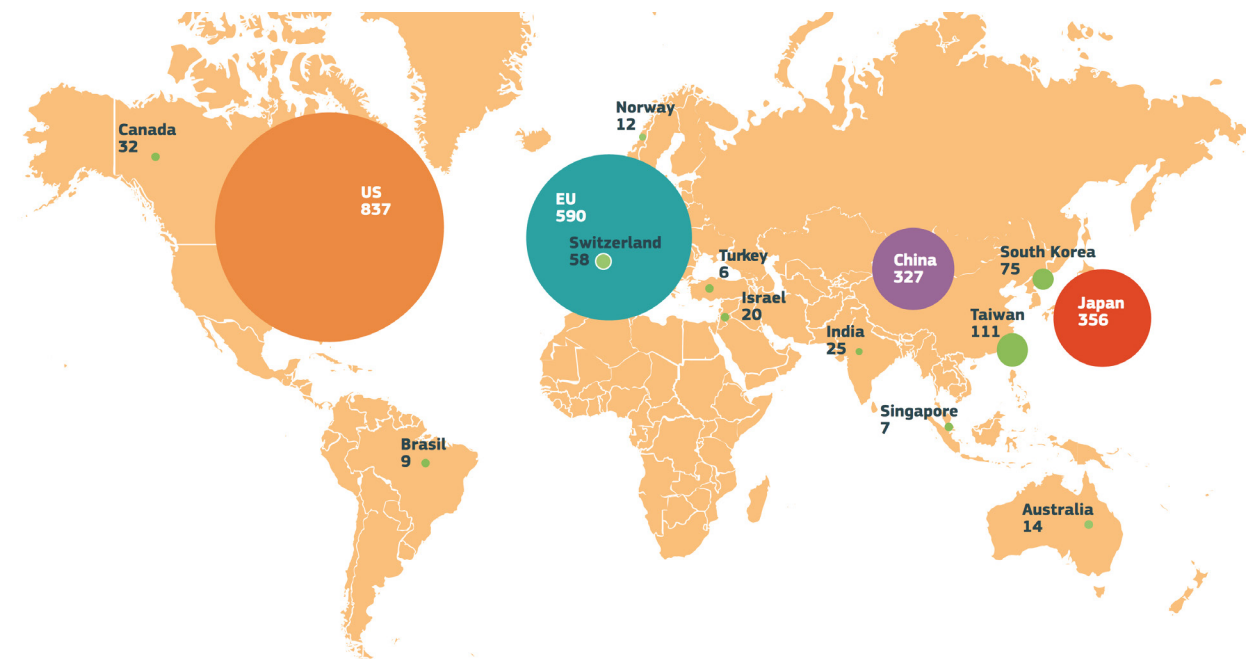 Norway
12
Canada
32
US
837
EU
590
Switzerland
58
Turkey
6
Israel
20
China
327
South Korea
75
Japan
356
Taiwan
111
India
25
Singapore
7
Brasil
9
Australia
14